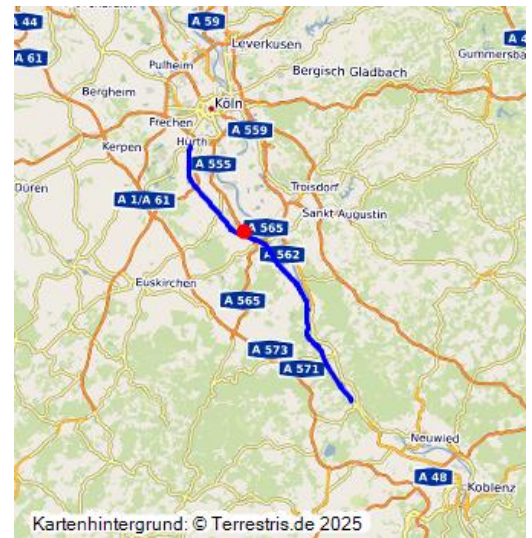 A 44
A 59
A 61
Leverkusen
A 4
Pulheim
Gummersba
Bergisch Gladbach
Bergheim
Köln
Frechen
A 559
Kerpen
Hürth
A 555
Düren
A 1/A 61
Troisdorf
Sankt Augustin
A 565
A 562
Euskirchen
A 565
A 573
A 571
Neuwied
A 48
Koblenz
Kartenhintergrund: © Terrestris.de 2025